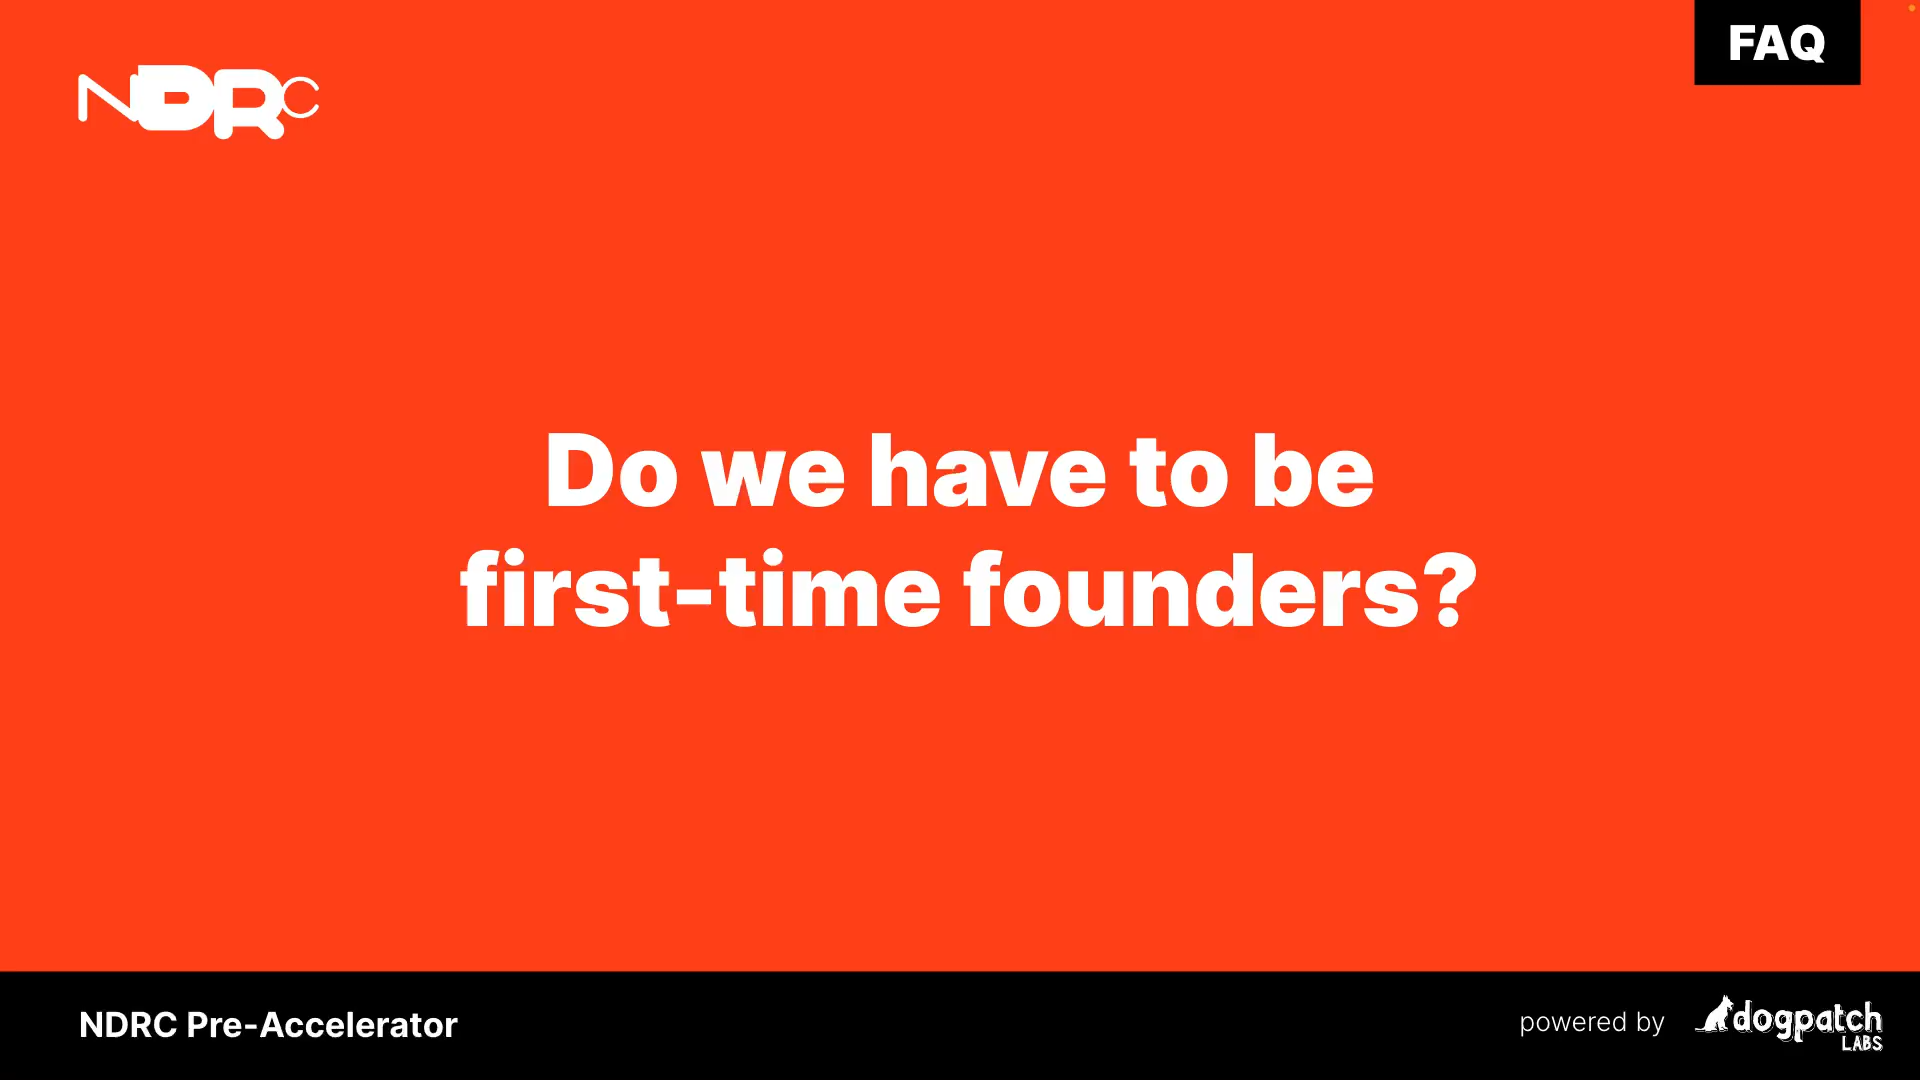 NDRC
FAQ
Do we have to be
first-time founders?
NDRC Pre-Accelerator
powered by
dogpatch
LABS